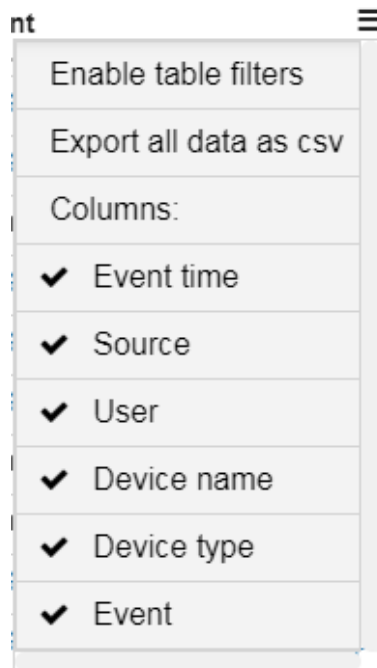 nt
Enable table filters
Export all data as csv
Columns:
Event time
Source
User
Device name
Device type
Event